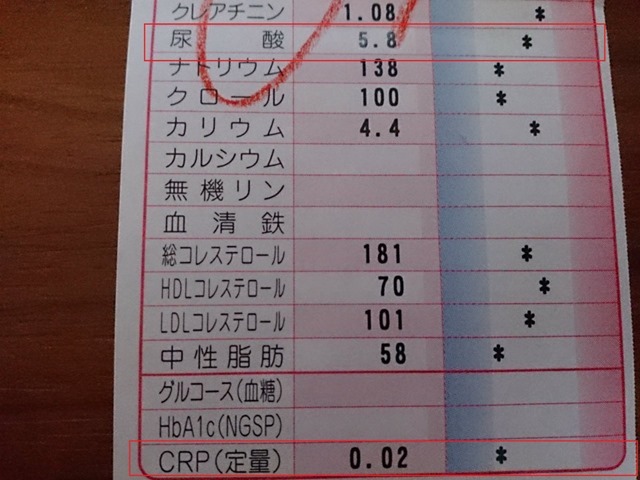 クレアチニン 1.08 *
尿酸 5.8 *
ナトリウム 138 *
クロール 100 *
カリウム 4.4 *
カルシウム
無機リン
血清鉄
総コレステロール 181 *
HDLコレステロール 70 *
LDLコレステロール 101 *
中性脂肪 58 *
グルコース(血糖)
HbA1c(NGSP)
CRP(定量) 0.02 *